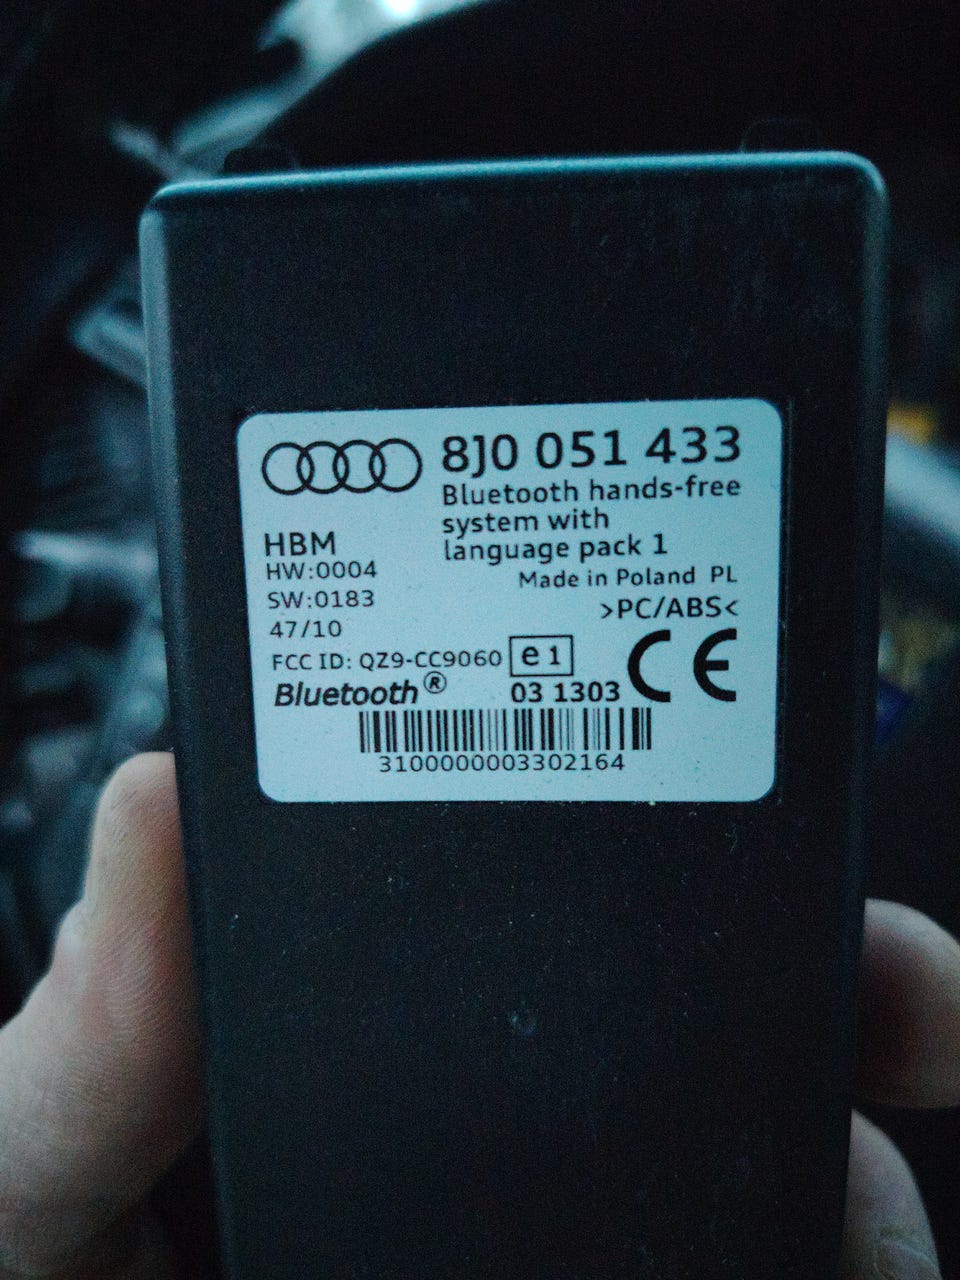 8J0 051 433
Bluetooth hands-free
system with
language pack 1
HBM
HW:0004
Made in Poland PL
SW:0183
>PC/ABS<
47/10
FCC ID: QZ9-CC9060
e1
CE
Bluetooth®
03 1303
3100000003302164